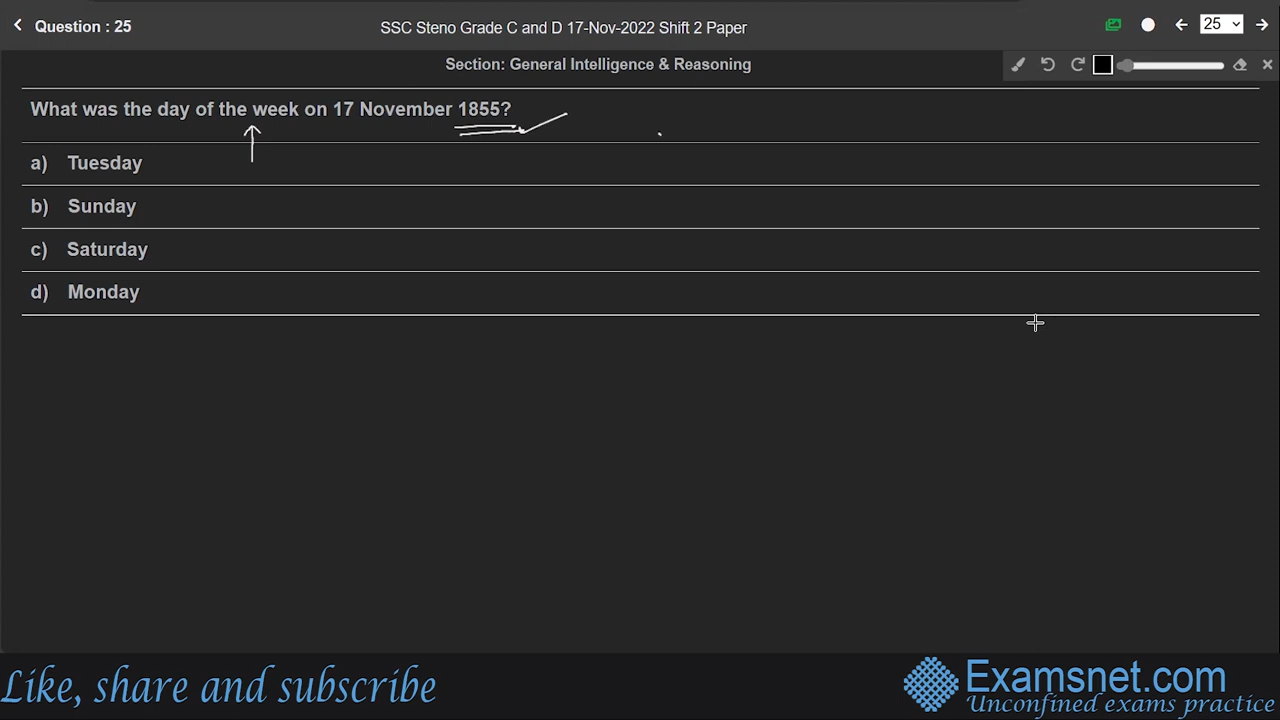 Question : 25
SSC Steno Grade C and D 17-Nov-2022 Shift 2 Paper
25
Section: General Intelligence & Reasoning
What was the day of the week on 17 November 1855?
a) Tuesday
b) Sunday
c) Saturday
d) Monday
Like, share and subscribe
Examsnet.com
Unconfined exams practice